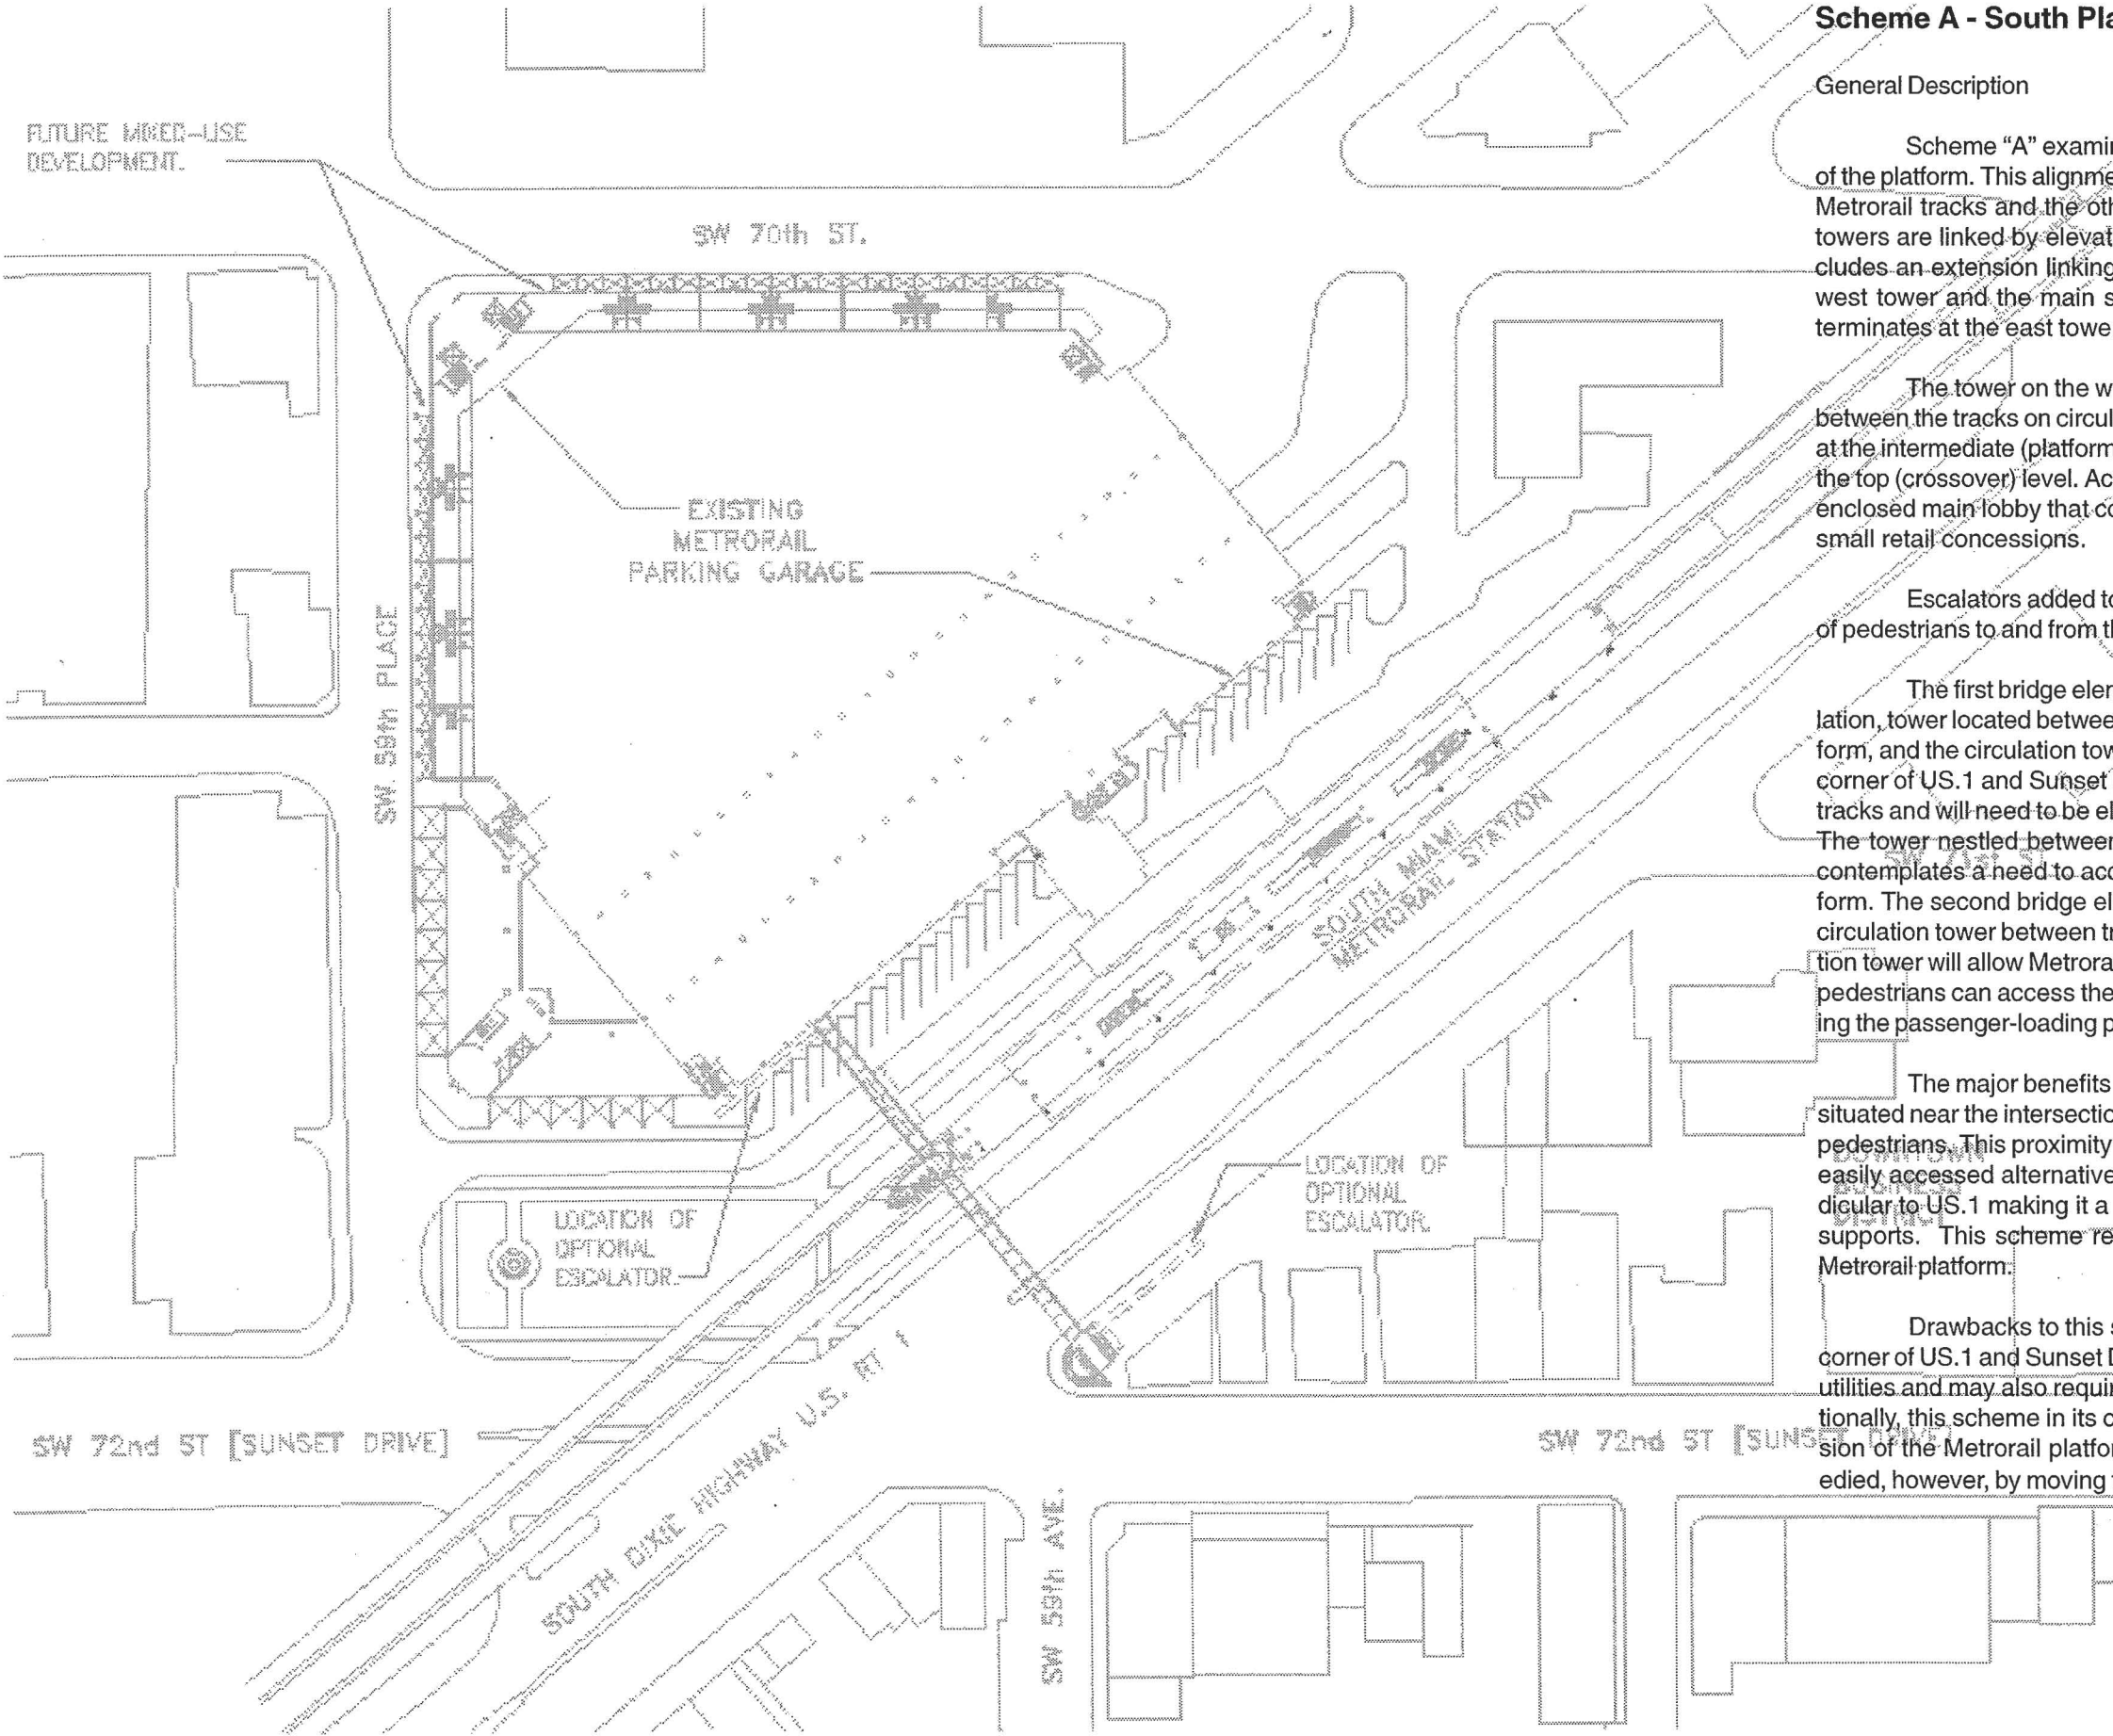 Scheme A - South Pla
General Description
Scheme “A” examin
of the platform. This alignme
Metrorail tracks and the oth
towers are linked by elevat
cludes an extension linking
west tower and the main s
terminates at the east towe
The tower on the w
between the tracks on circul
at the intermediate (platform
the top (crossover) level. Ac
enclosed main lobby that co
small retail concessions.
Escalators added to
of pedestrians to and from th
The first bridge elem
lation, tower located betwee
form, and the circulation tow
corner of US.1 and Sunset
tracks and will need to be el
The tower nestled between
contemplates a need to acc
form. The second bridge el
circulation tower between tr
tion tower will allow Metrora
pedestrians can access the
ing the passenger-loading p
The major benefits
situated near the intersectio
pedestrians. This proximity
easily accessed alternative
dicular to US.1 making it a
supports. This scheme re
Metrorail platform.
Drawbacks to this s
corner of US.1 and Sunset D
utilities and may also requir
tionally, this scheme in its c
sion of the Metrorail platfor
edied, however, by moving t
FUTURE MIXED-USE
DEVELOPMENT.
SW 70th ST.
EXISTING
METRORAIL
PARKING GARAGE
SW. 59th PLACE
SOUTH MIAMI
METRORAIL STATION
SW 71st ST
DOWNTOWN
BUSINESS
DISTRICT
LOCATION OF
OPTIONAL
ESCALATOR.
LOCATION OF
OPTIONAL
ESCALATOR.
SW 72nd ST [SUNSET DRIVE]
SOUTH DIXIE HIGHWAY U.S. RT 1
SW 59th AVE.
SW 72nd ST [SUNSET DRIVE]